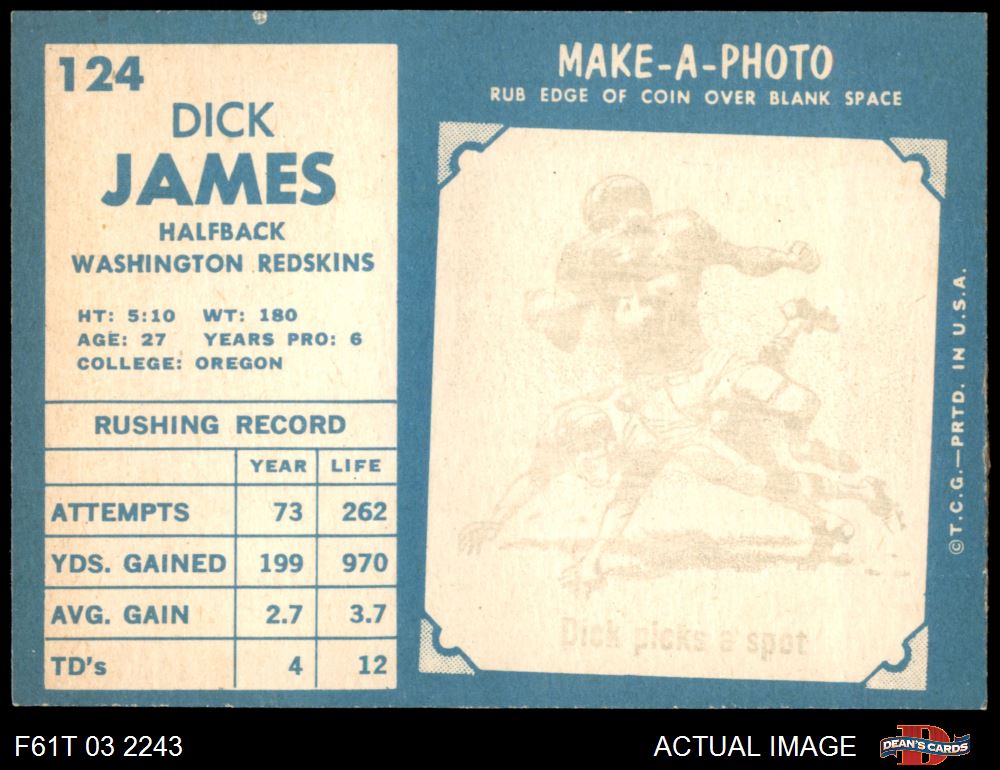 124
DICK
JAMES
HALFBACK
WASHINGTON REDSKINS
HT: 5:10 WT: 180
AGE: 27 YEARS PRO: 6
COLLEGE: OREGON
RUSHING RECORD
YEAR LIFE
ATTEMPTS 73 262
YDS. GAINED 199 970
AVG. GAIN 2.7 3.7
TD's 4 12
MAKE-A-PHOTO
RUB EDGE OF COIN OVER BLANK SPACE
Dick picks a spot
©T.C.G.—PRTD. IN U.S.A.
F61T 03 2243
ACTUAL IMAGE
DEAN'S CARDS